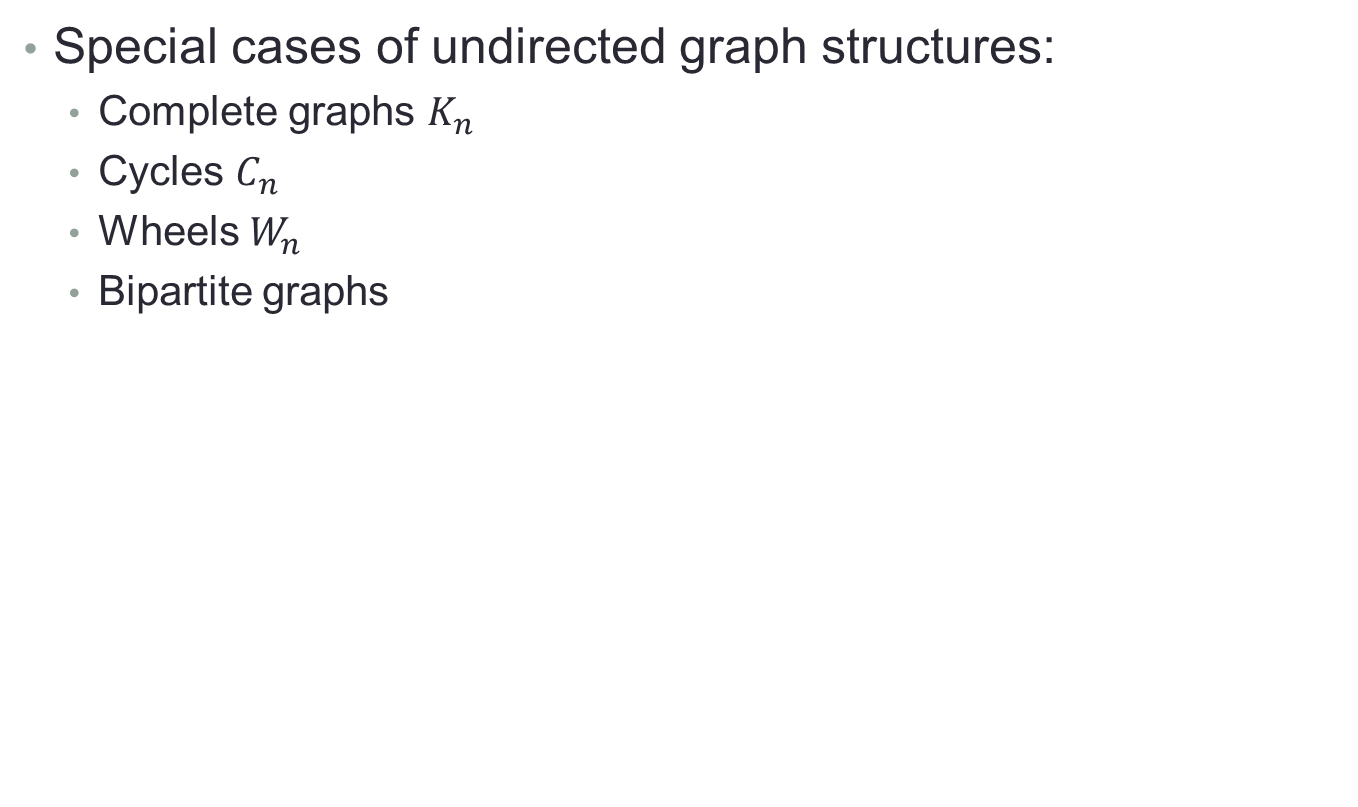 • Special cases of undirected graph structures:
• Complete graphs 𝐾ₙ
• Cycles 𝐶ₙ
• Wheels 𝑊ₙ
• Bipartite graphs